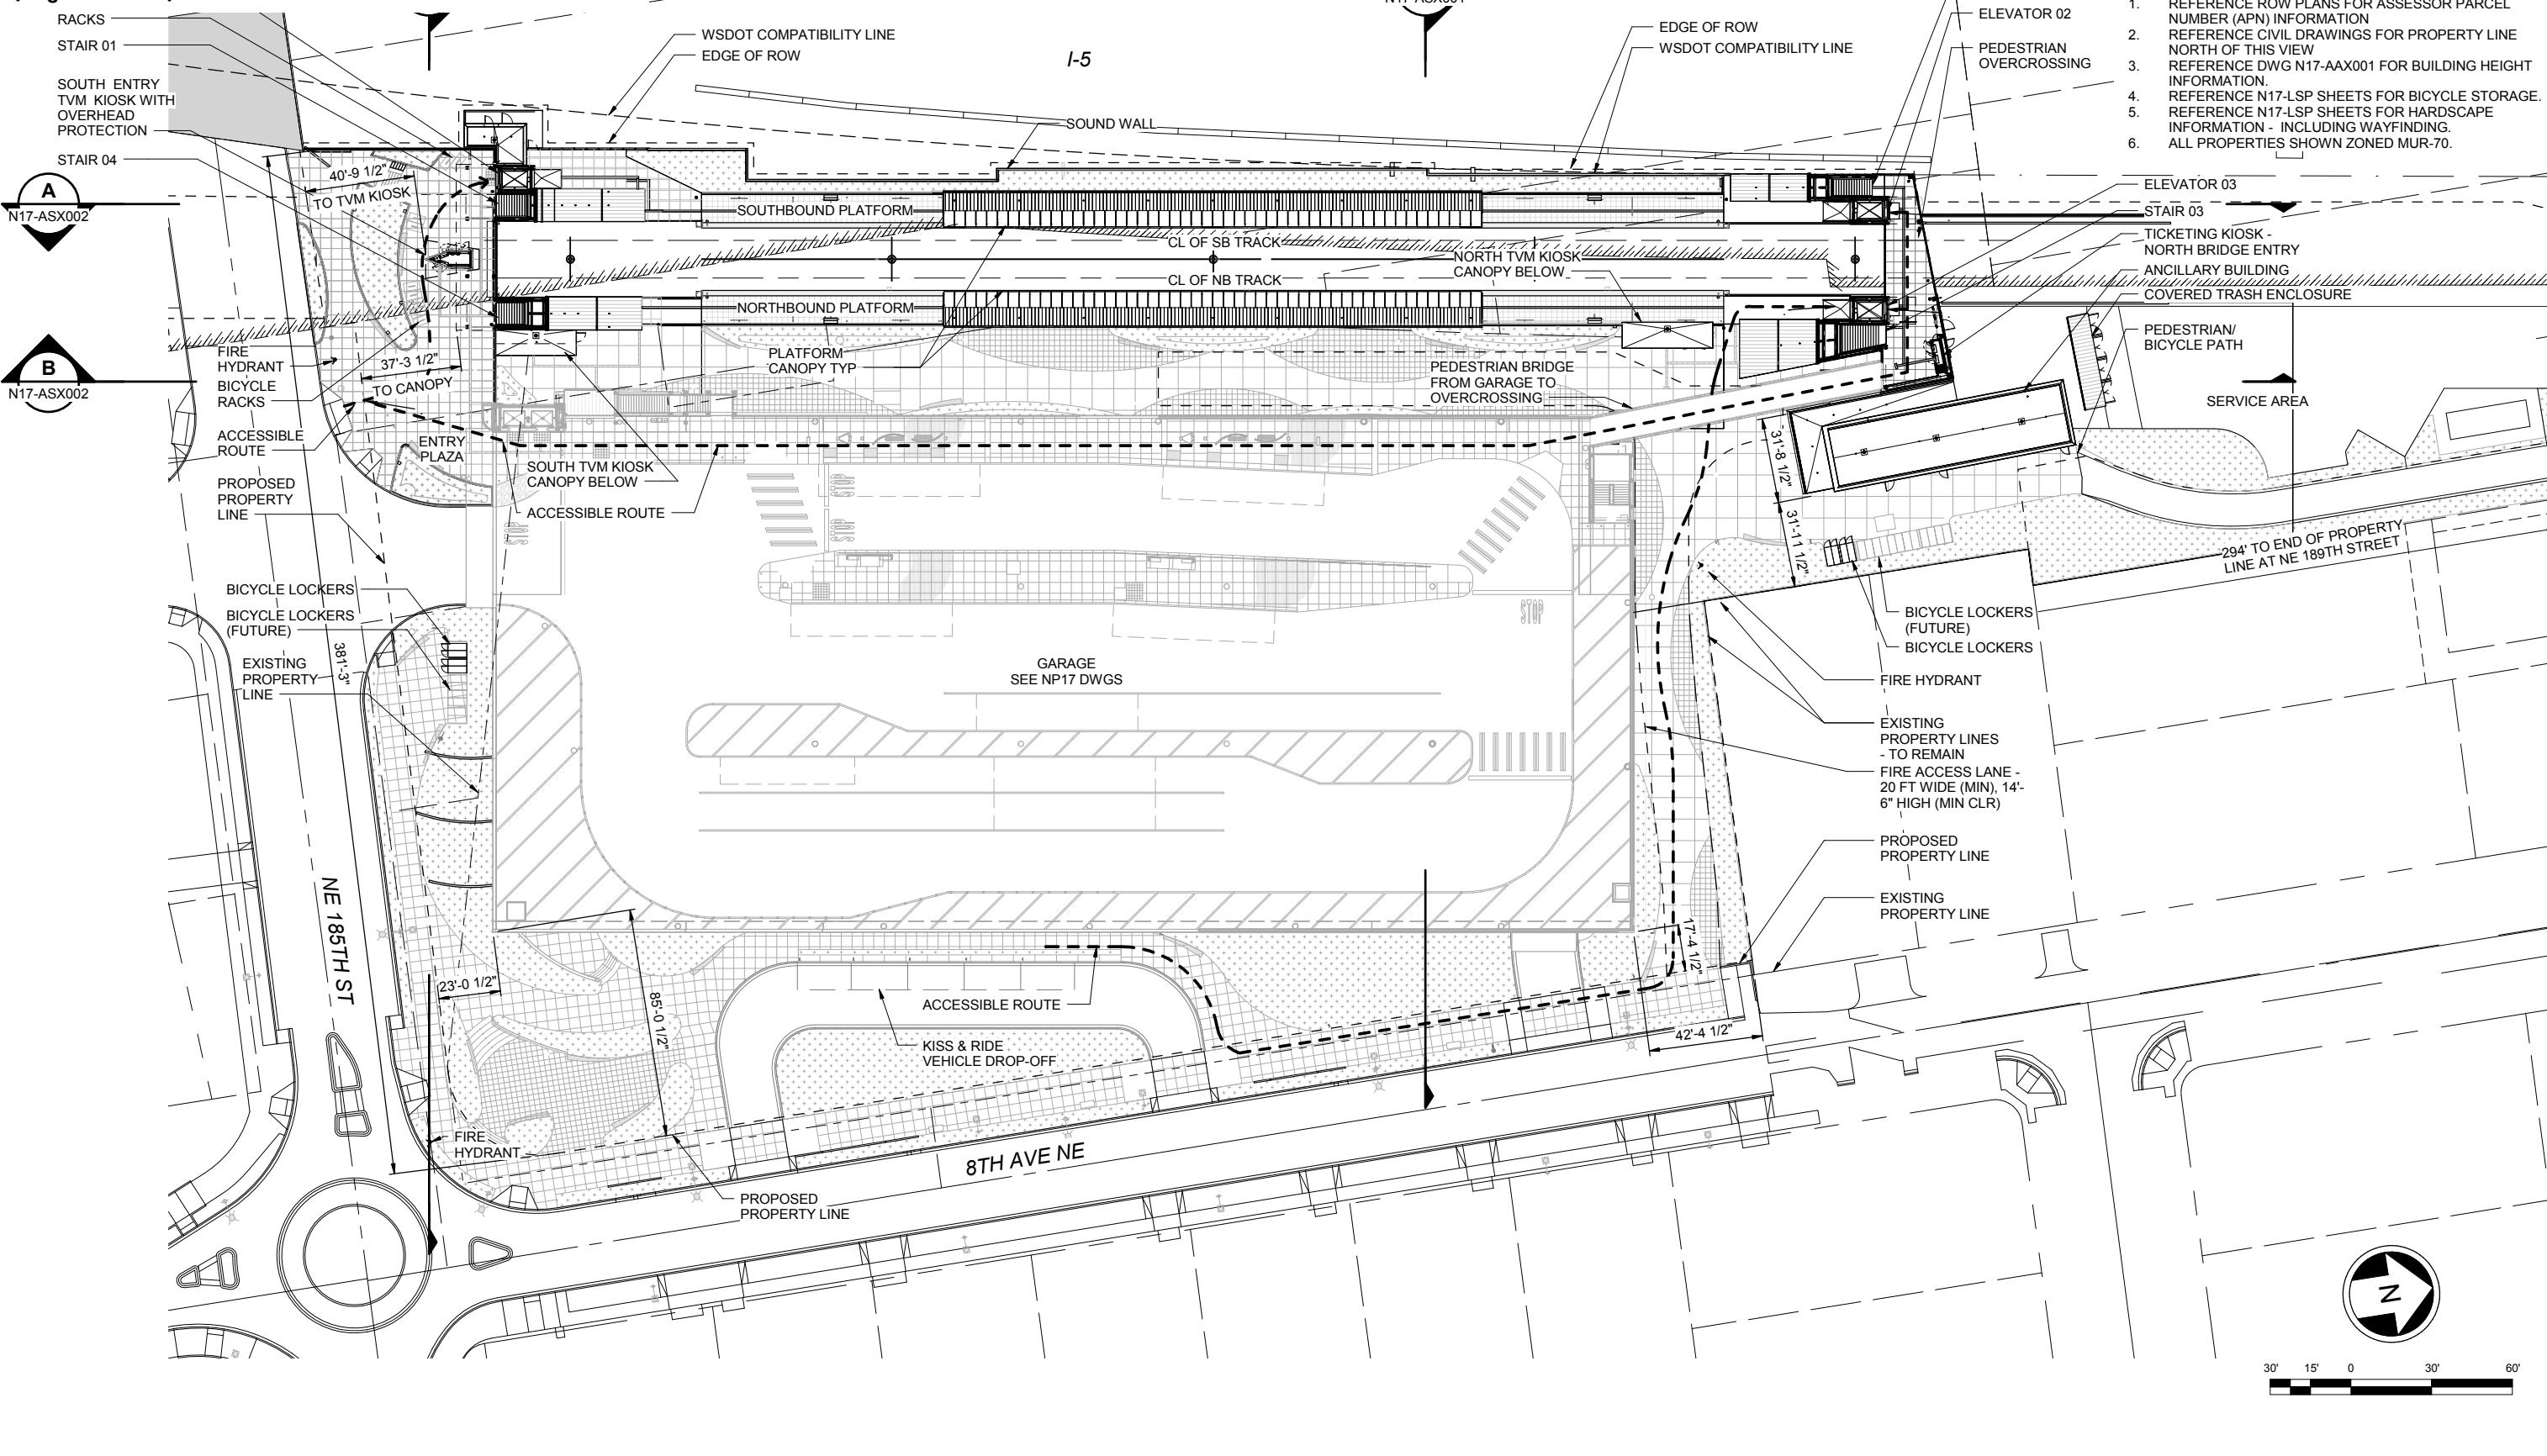 RACKS
STAIR 01
SOUTH ENTRY
TVM KIOSK WITH
OVERHEAD
PROTECTION
STAIR 04
A
N17-ASX002
B
N17-ASX002
WSDOT COMPATIBILITY LINE
EDGE OF ROW
I-5
SOUND WALL
EDGE OF ROW
WSDOT COMPATIBILITY LINE
ELEVATOR 02
PEDESTRIAN
OVERCROSSING
1. REFERENCE ROW PLANS FOR ASSESSOR PARCEL
NUMBER (APN) INFORMATION
2. REFERENCE CIVIL DRAWINGS FOR PROPERTY LINE
NORTH OF THIS VIEW
3. REFERENCE DWG N17-AAX001 FOR BUILDING HEIGHT
INFORMATION.
4. REFERENCE N17-LSP SHEETS FOR BICYCLE STORAGE.
5. REFERENCE N17-LSP SHEETS FOR HARDSCAPE
INFORMATION - INCLUDING WAYFINDING.
6. ALL PROPERTIES SHOWN ZONED MUR-70.
40'-9 1/2"
TO TVM KIOSK
SOUTHBOUND PLATFORM
CL OF SB TRACK
NORTH TVM KIOSK
CANOPY BELOW
CL OF NB TRACK
NORTHBOUND PLATFORM
ELEVATOR 03
STAIR 03
TICKETING KIOSK -
NORTH BRIDGE ENTRY
ANCILLARY BUILDING
COVERED TRASH ENCLOSURE
PEDESTRIAN/
BICYCLE PATH
SERVICE AREA
FIRE
HYDRANT
BICYCLE
RACKS
37'-3 1/2"
TO CANOPY
PLATFORM
CANOPY TYP
PEDESTRIAN BRIDGE
FROM GARAGE TO
OVERCROSSING
ACCESSIBLE
ROUTE
ENTRY
PLAZA
SOUTH TVM KIOSK
CANOPY BELOW
ACCESSIBLE ROUTE
PROPOSED
PROPERTY
LINE
31'-8 1/2"
31'-11 1/2"
294' TO END OF PROPERTY
LINE AT NE 189TH STREET
STOP
STOP
STOP
STOP
BICYCLE LOCKERS
BICYCLE LOCKERS
(FUTURE)
EXISTING
PROPERTY
LINE
381'-3"
GARAGE
SEE NP17 DWGS
BICYCLE LOCKERS
(FUTURE)
BICYCLE LOCKERS
FIRE HYDRANT
EXISTING
PROPERTY LINES
- TO REMAIN
FIRE ACCESS LANE -
20 FT WIDE (MIN), 14'-
6" HIGH (MIN CLR)
PROPOSED
PROPERTY LINE
EXISTING
PROPERTY LINE
NE 185TH ST
23'-0 1/2"
85'-0 1/2"
ACCESSIBLE ROUTE
KISS & RIDE
VEHICLE DROP-OFF
17'-4 1/2"
42'-4 1/2"
FIRE
HYDRANT
8TH AVE NE
PROPOSED
PROPERTY LINE
N
30' 15' 0 30' 60'